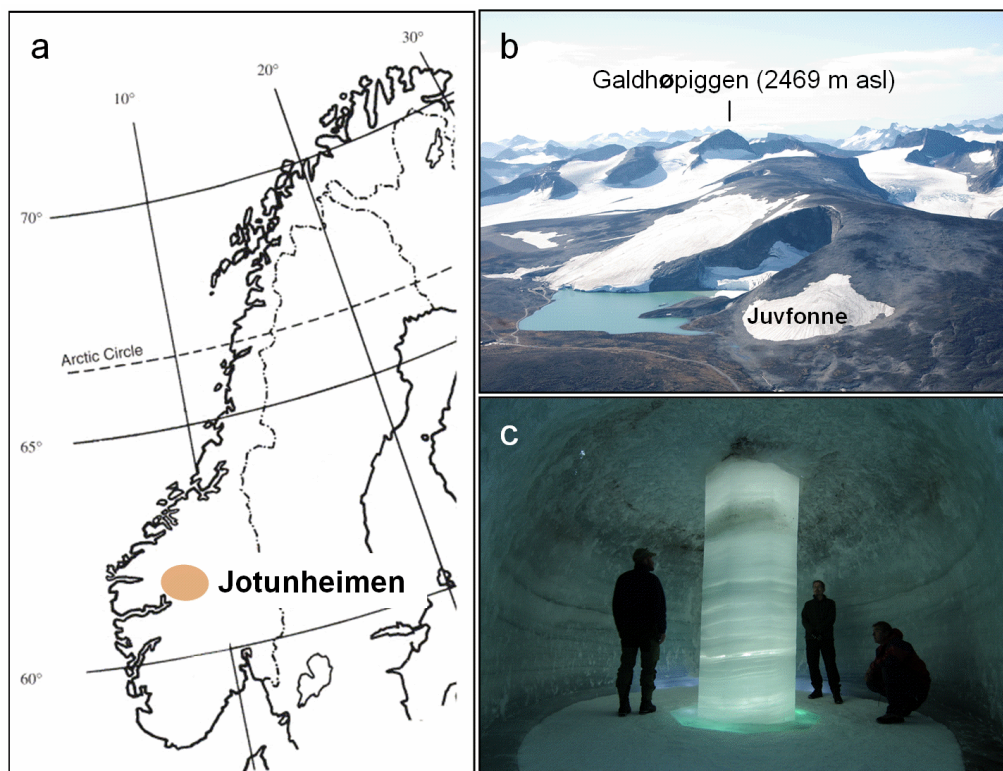 a
30°
20°
10°
70°
Arctic Circle
65°
Jotunheimen
60°
b
Galdhøpiggen (2469 m asl)
Juvfonne
c